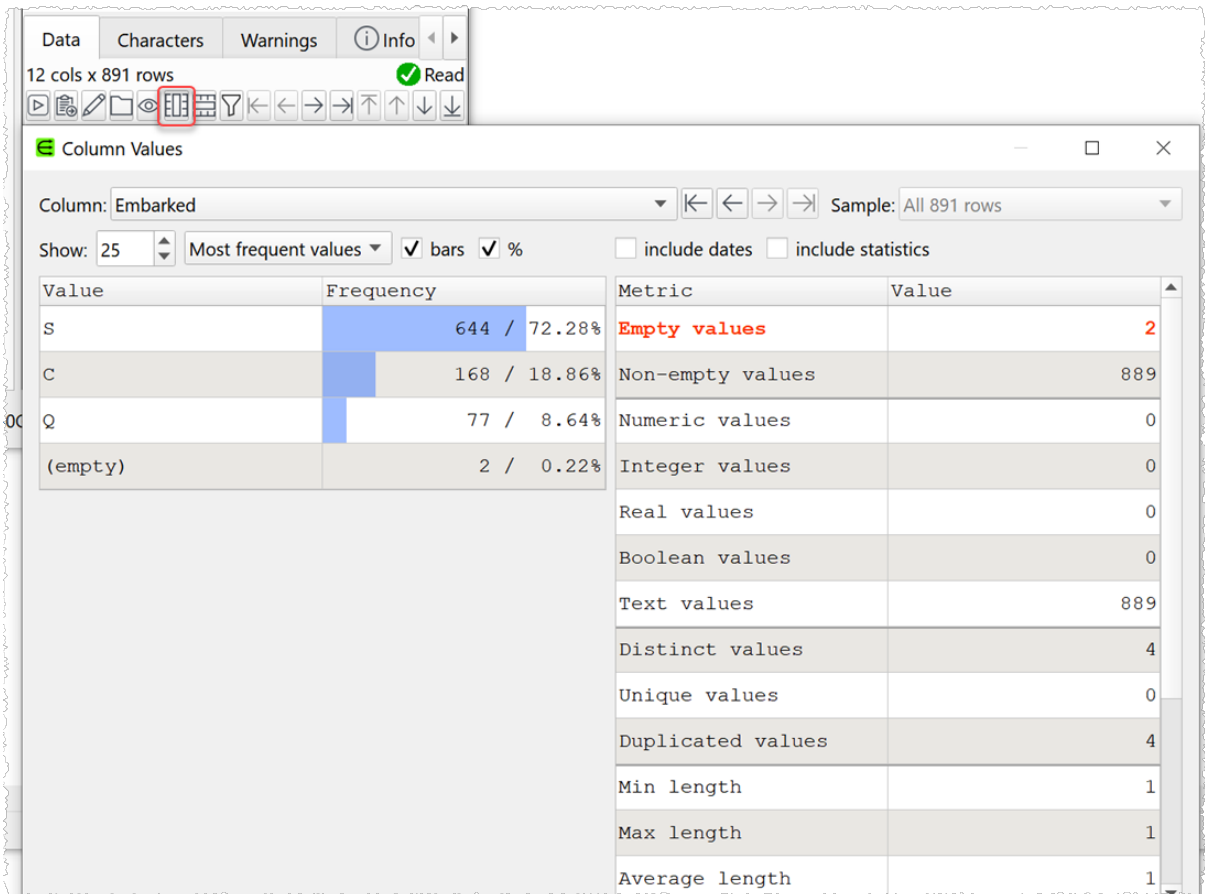 Data Characters Warnings Info
12 cols x 891 rows Read
Column Values
Column: Embarked Sample: All 891 rows
Show: 25 Most frequent values bars % include dates include statistics
Value Frequency Metric Value
S 644 / 72.28% Empty values 2
C 168 / 18.86% Non-empty values 889
Q 77 / 8.64% Numeric values 0
(empty) 2 / 0.22% Integer values 0
Real values 0
Boolean values 0
Text values 889
Distinct values 4
Unique values 0
Duplicated values 4
Min length 1
Max length 1
Average length 1